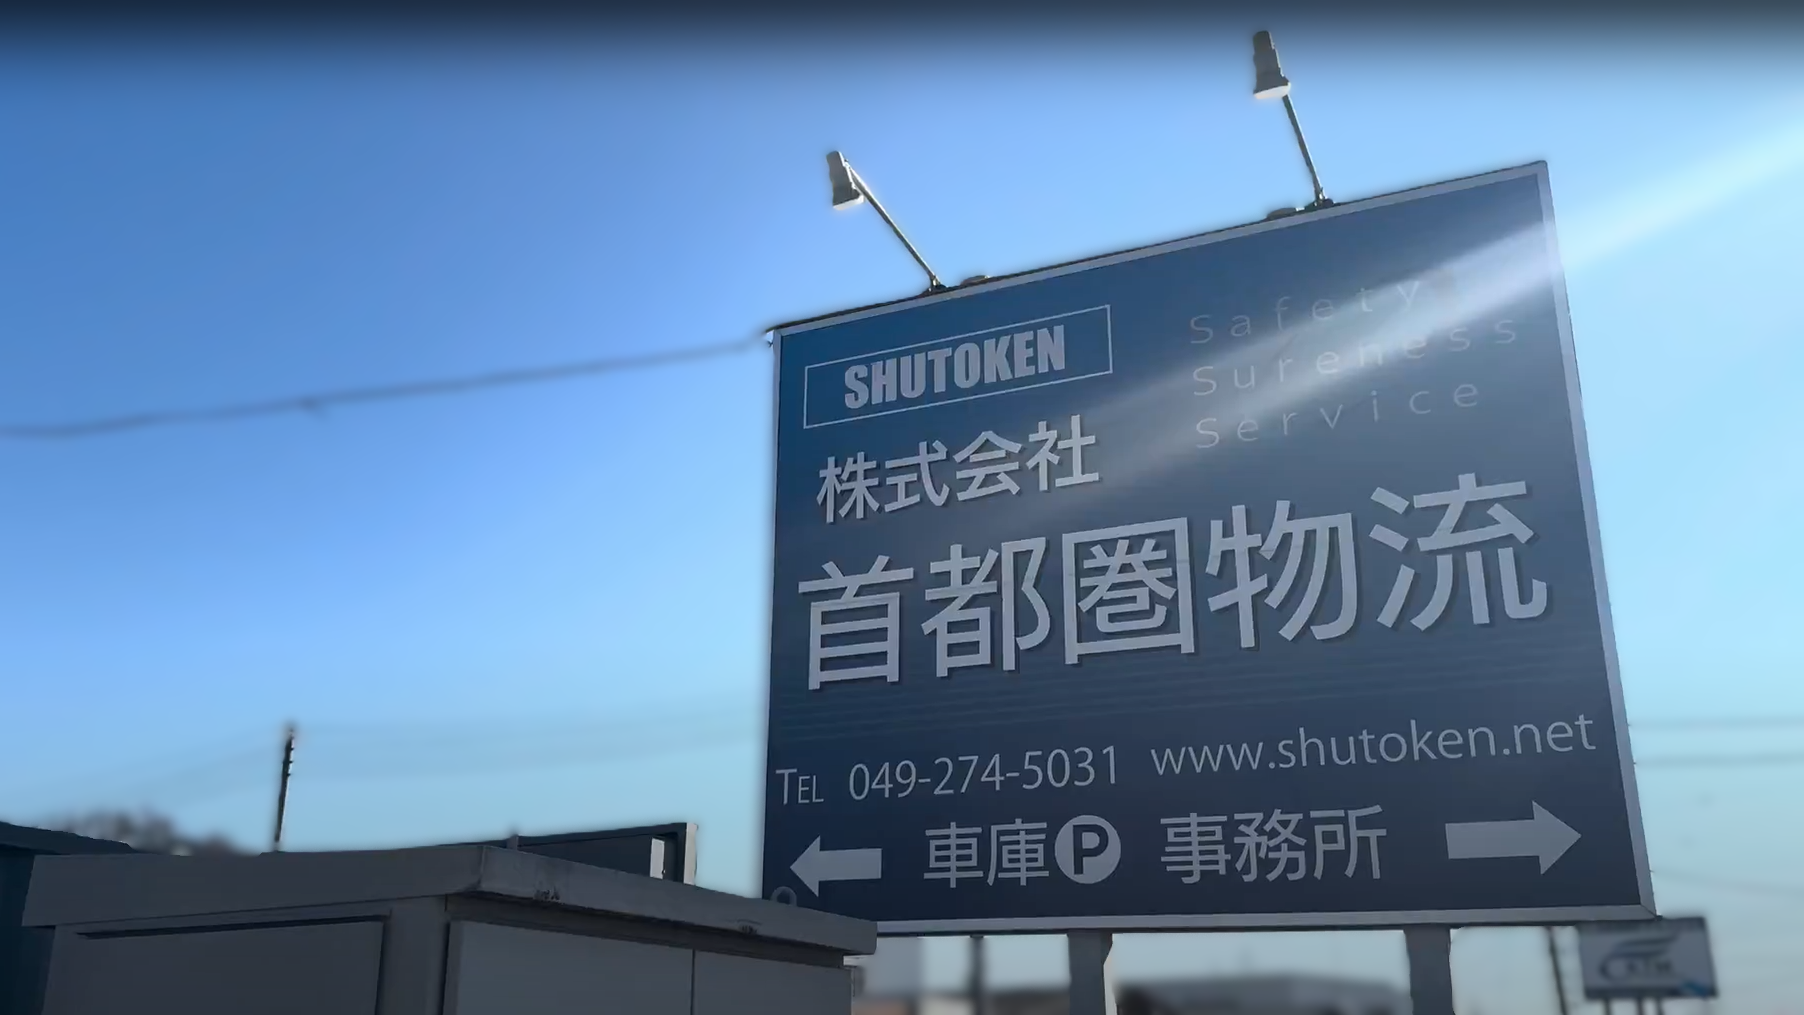 SHUTOKEN
Safety
Sureness
Service
株式会社
首都圏物流
TEL 049-274-5031 www.shutoken.net
← 車庫P 事務所 →